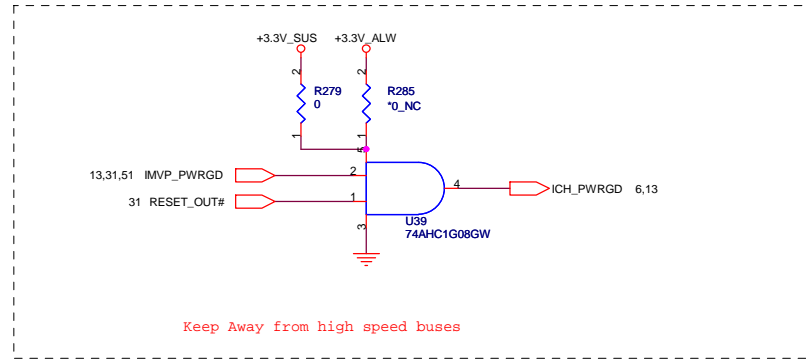 +3.3V_SUS +3.3V_ALW
2 2
R279 R285
0 *0_NC
1 1
5
13,31,51 IMVP_PWRGD 2
4 ICH_PWRGD 6,13
31 RESET_OUT# 1
3 U39
74AHC1G08GW
Keep Away from high speed buses